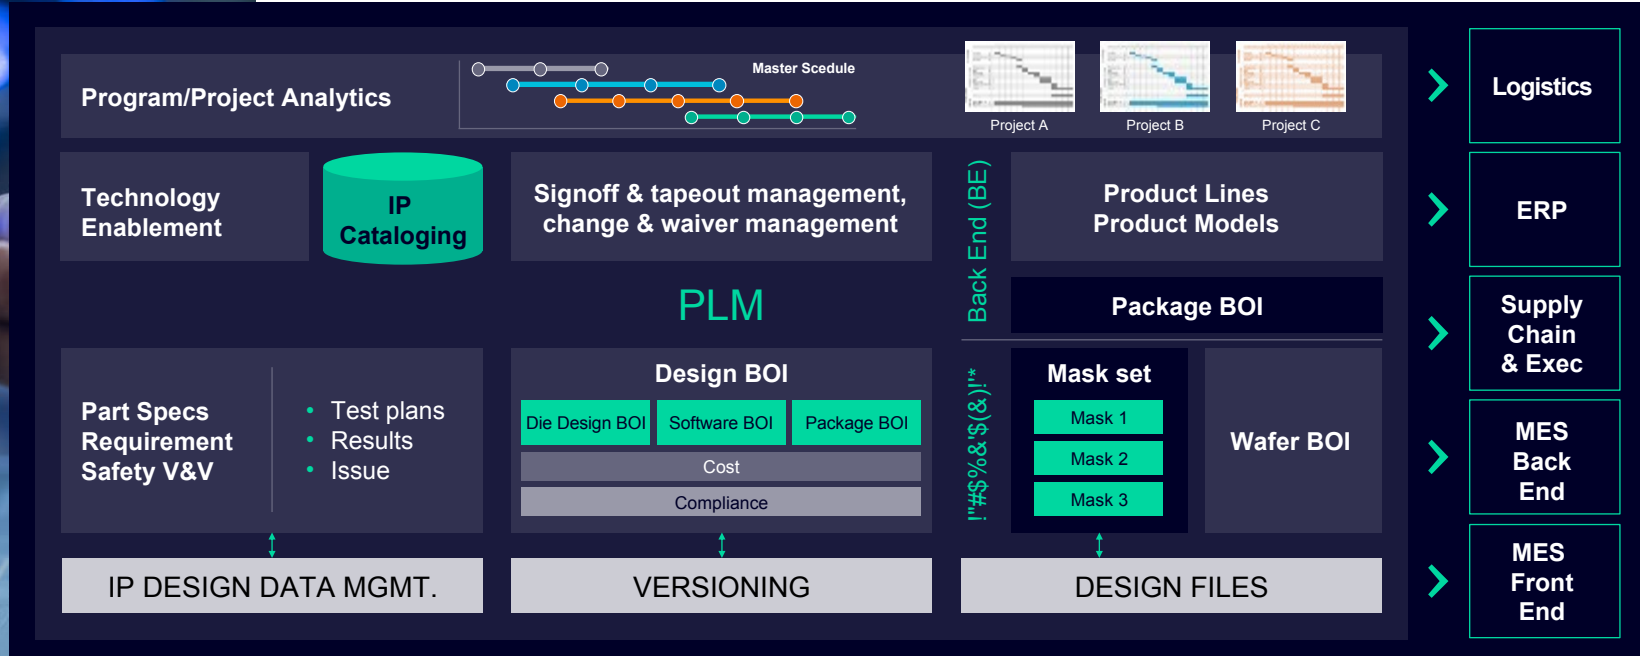 Program/Project Analytics
Master Scedule
Project A
Project B
Project C
Technology
Enablement
IP
Cataloging
Signoff & tapeout management,
change & waiver management
Back End (BE)
Product Lines
Product Models
PLM
Package BOI
Part Specs
Requirement
Safety V&V
• Test plans
• Results
• Issue
Design BOI
Die Design BOI
Software BOI
Package BOI
Cost
Compliance
!"#$%&'$(&)!"*
Mask set
Mask 1
Mask 2
Mask 3
Wafer BOI
IP DESIGN DATA MGMT.
VERSIONING
DESIGN FILES
Logistics
ERP
Supply
Chain
& Exec
MES
Back
End
MES
Front
End